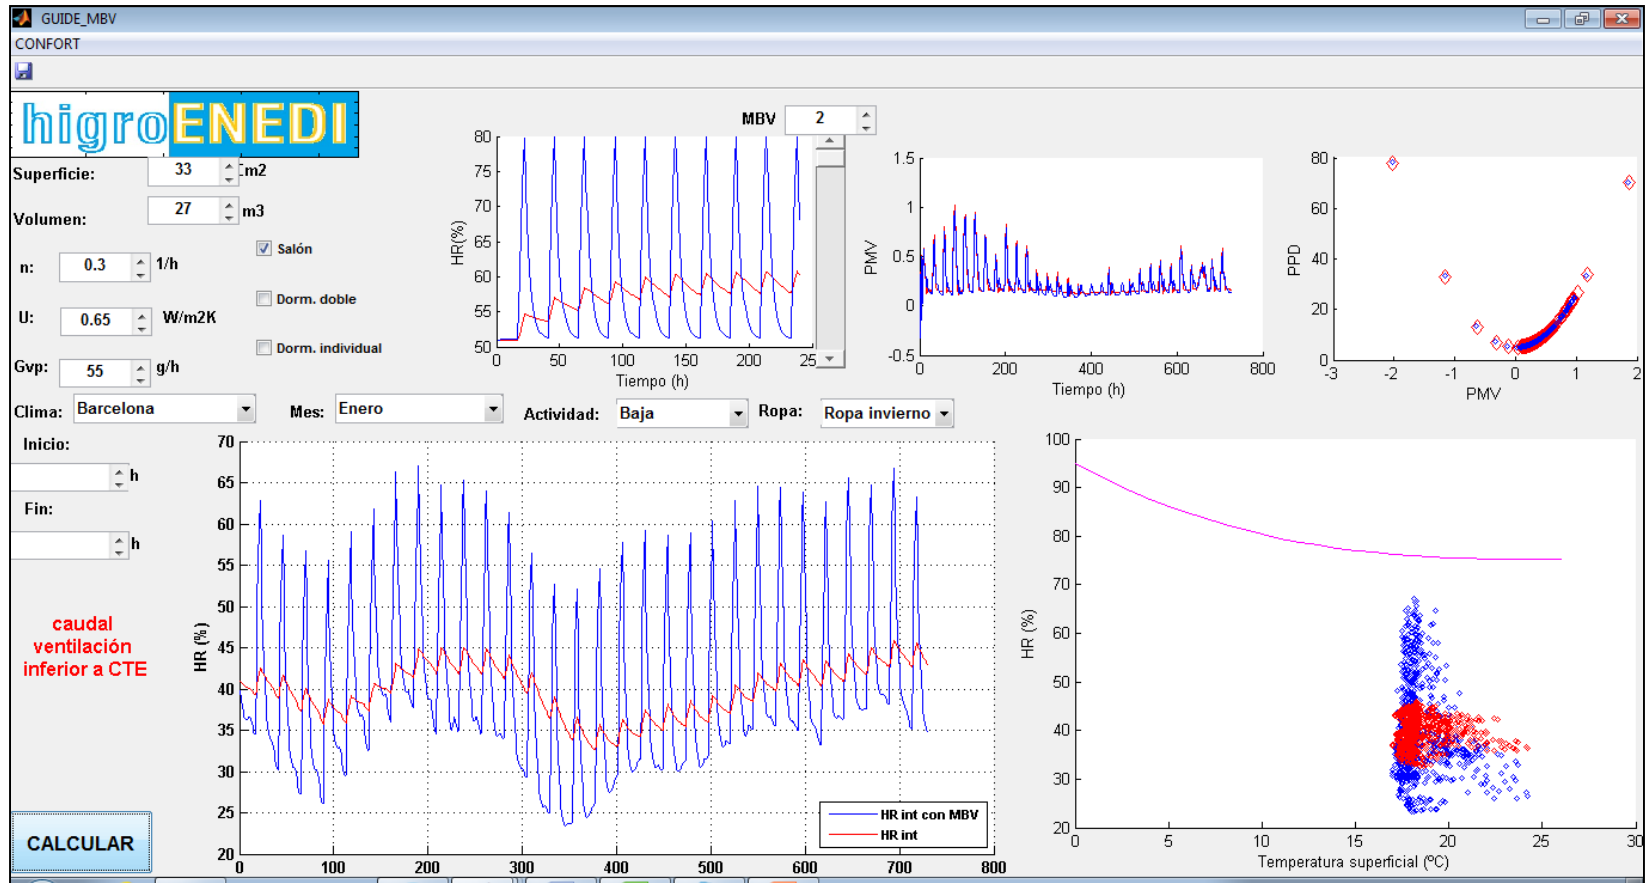 GUIDE_MBV
CONFORT
higroENEDI
MBV 2
Superficie: 33 cm2
Volumen: 27 m3
n: 0.3 1/h
U: 0.65 W/m2K
Gvp: 55 g/h
Salón
Dorm. doble
Dorm. individual
80
75
70
65
60
55
50
HR(%)
0 50 100 150 200 25
Tiempo (h)
1.5
1
0.5
0
-0.5
PMV
0 200 400 600 800
Tiempo (h)
80
60
40
20
0
PPD
-3 -2 -1 0 1 2
PMV
Clima: Barcelona Mes: Enero Actividad: Baja Ropa: Ropa invierno
Inicio:
h
Fin:
h
caudal
ventilación
inferior a CTE
CALCULAR
70
65
60
55
50
45
40
35
30
25
20
HR (%)
0 100 200 300 400 500 600 700 800
HR int con MBV
HR int
100
90
80
70
60
50
40
30
20
HR (%)
0 5 10 15 20 25 30
Temperatura superficial (ºC)